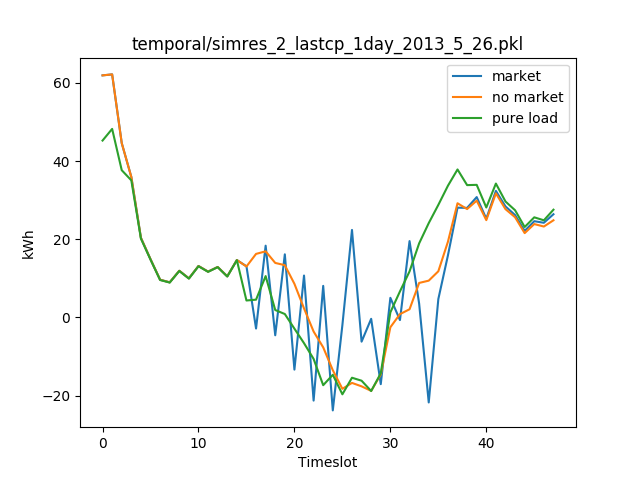 temporal/simres_2_lastcp_1day_2013_5_26.pkl
market
no market
pure load
kWh
60
40
20
0
−20
0
10
20
30
40
Timeslot